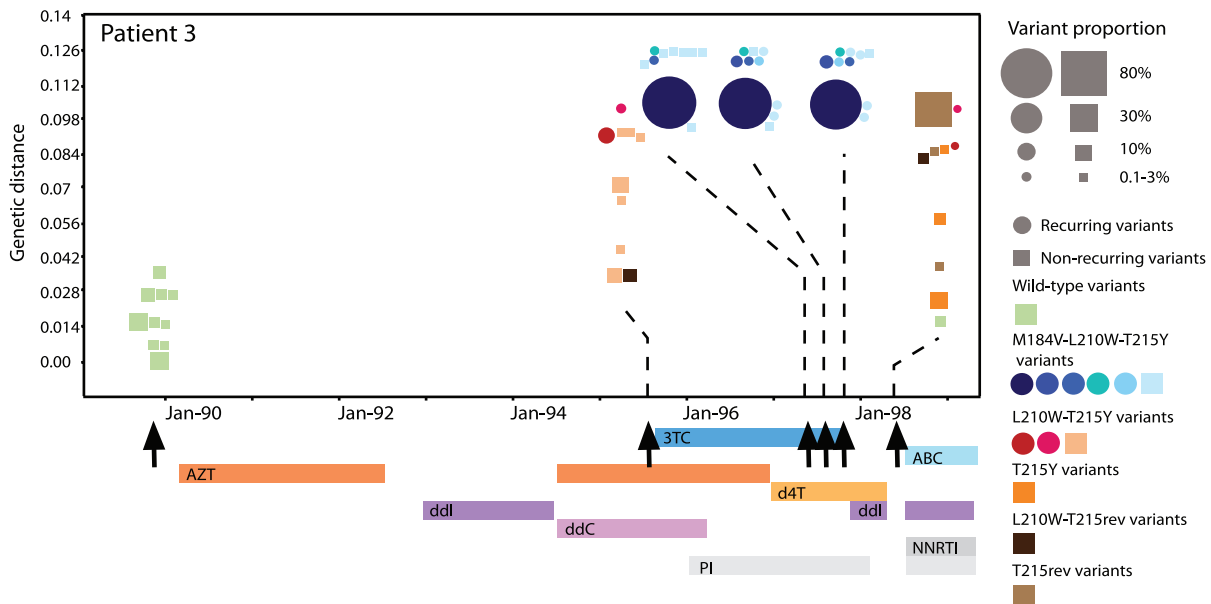 Patient 3
Genetic distance
0.14
0.126
0.112
0.098
0.084
0.07
0.056
0.042
0.028
0.014
0.00
Jan-90
Jan-92
Jan-94
Jan-96
Jan-98
3TC
ABC
AZT
d4T
ddI
ddI
ddC
NNRTI
PI
Variant proportion
80%
30%
10%
0.1-3%
Recurring variants
Non-recurring variants
Wild-type variants
M184V-L210W-T215Y
variants
L210W-T215Y variants
T215Y variants
L210W-T215rev variants
T215rev variants